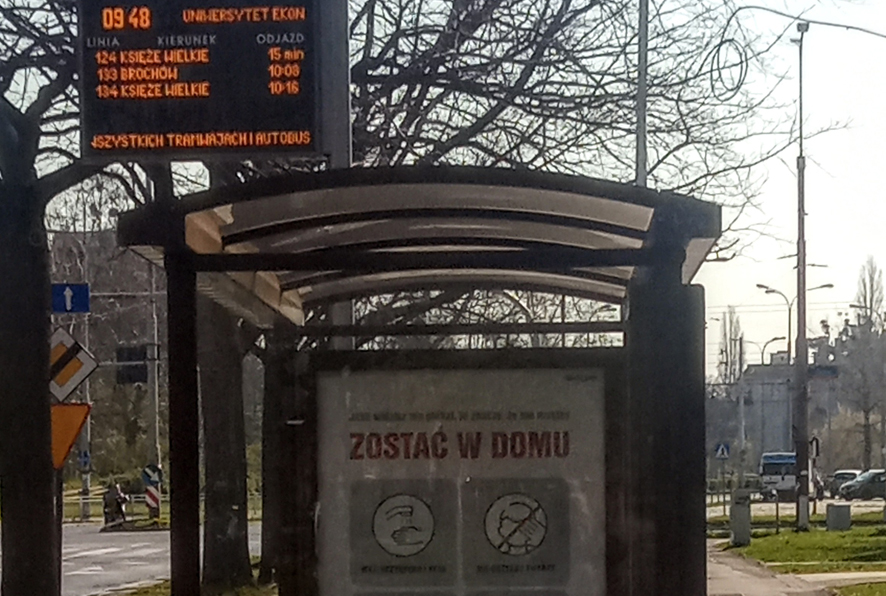 09:48 UNIWERSYTET EKON
LINIA KIERUNEK ODJAZD
124 KSIĘŻE WIELKIE 15 min
133 BROCHÓW 10:08
134 KSIĘŻE WIELKIE 10:16
WSZYSTKICH TRAMWAJACH I AUTOBUS
ZOSTAĆ W DOMU